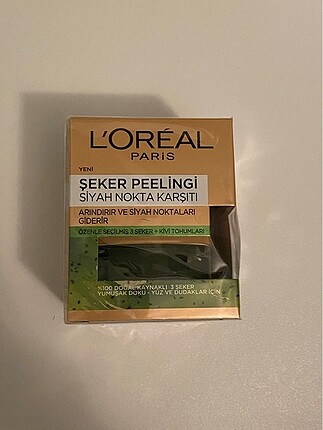 L'ORÉAL
PARIS
YENİ
ŞEKER PEELİNGİ
SİYAH NOKTA KARŞITI
ARINDIRIR VE SİYAH NOKTALARI
GİDERİR
ÖZENLE SEÇİLMİŞ 3 ŞEKER + KİVİ TOHUMLARI
%100 DOĞAL KAYNAKLI 3 ŞEKER
YUMUŞAK DOKU - YÜZ VE DUDAKLAR İÇİN